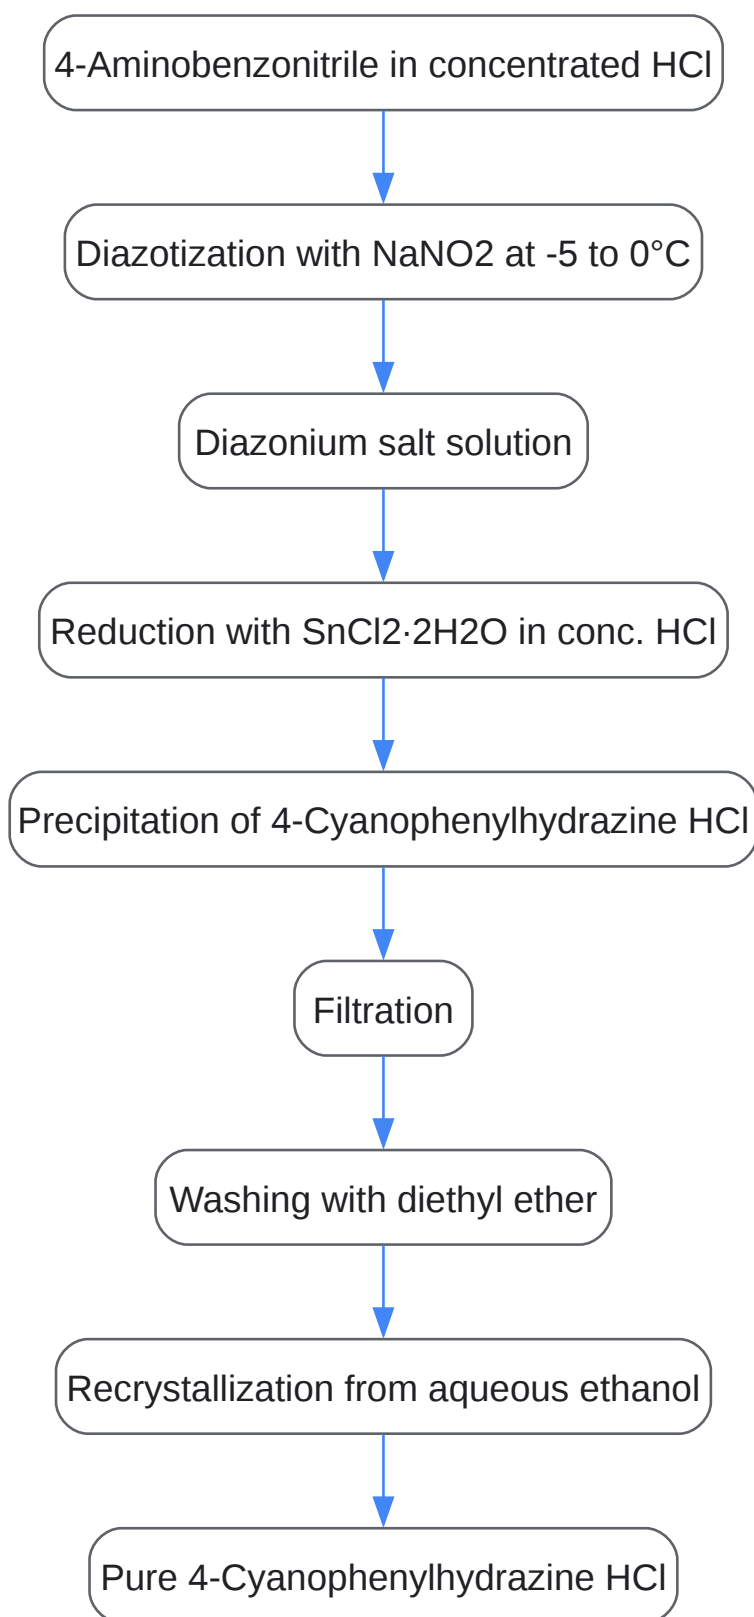 4-Aminobenzonitrile in concentrated HCl
Diazotization with NaNO2 at -5 to 0°C
Diazonium salt solution
Reduction with SnCl2·2H2O in conc. HCl
Precipitation of 4-Cyanophenylhydrazine HCl
Filtration
Washing with diethyl ether
Recrystallization from aqueous ethanol
Pure 4-Cyanophenylhydrazine HCl